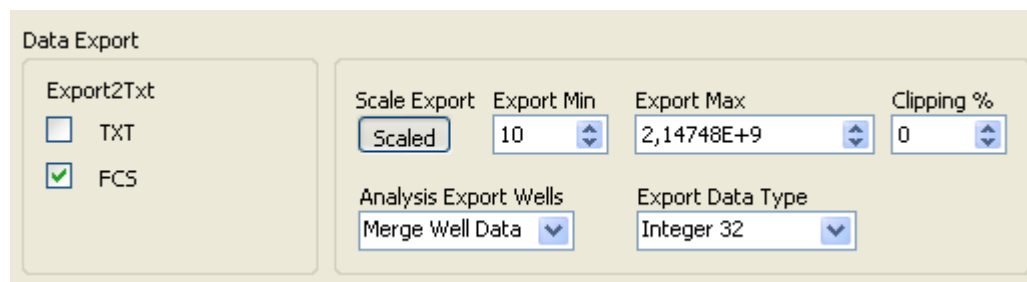 Data Export
Export2Txt
TXT
FCS
Scale Export Export Min Export Max Clipping %
Scaled 10 2,14748E+9 0
Analysis Export Wells Export Data Type
Merge Well Data Integer 32